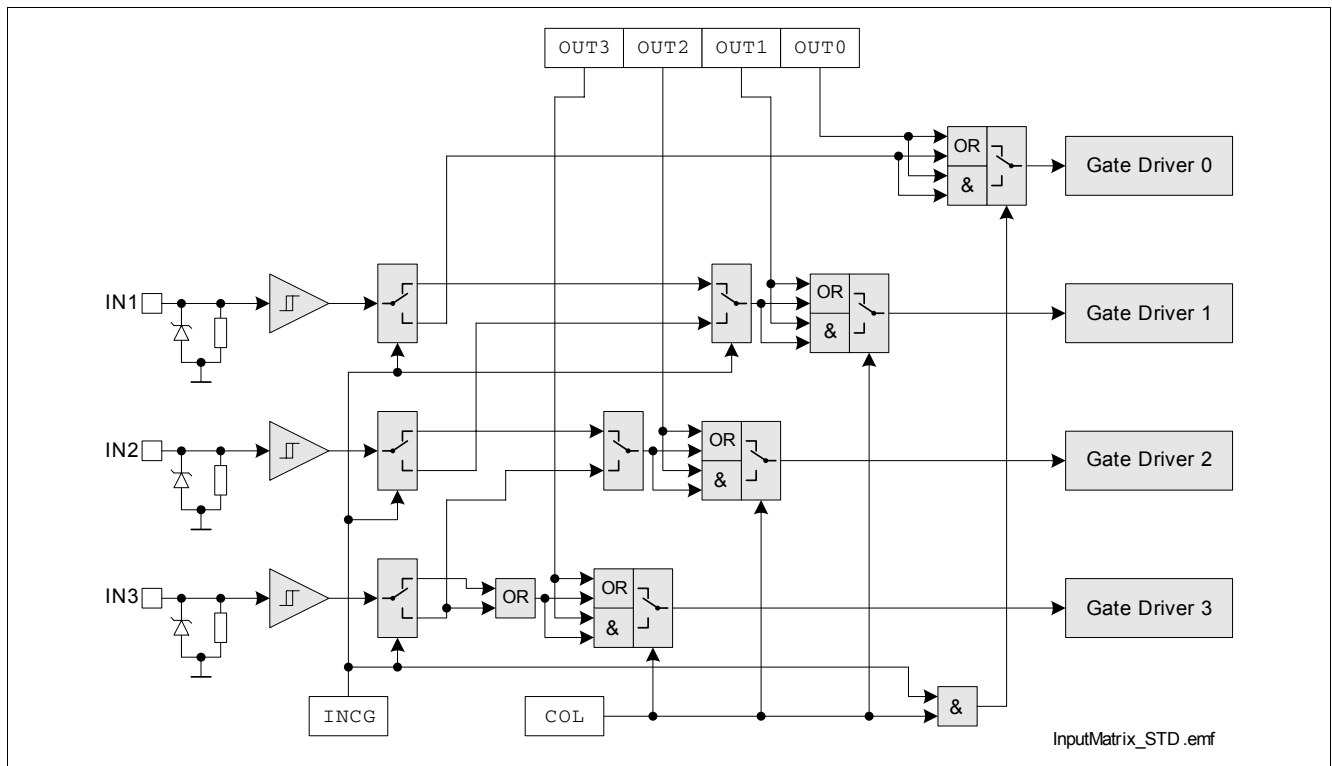 OUT3 OUT2 OUT1 OUT0
OR
&
Gate Driver 0
IN1
OR
&
Gate Driver 1
IN2
OR
&
Gate Driver 2
IN3
OR
OR
&
Gate Driver 3
INCG
COL
&
InputMatrix_STD.emf